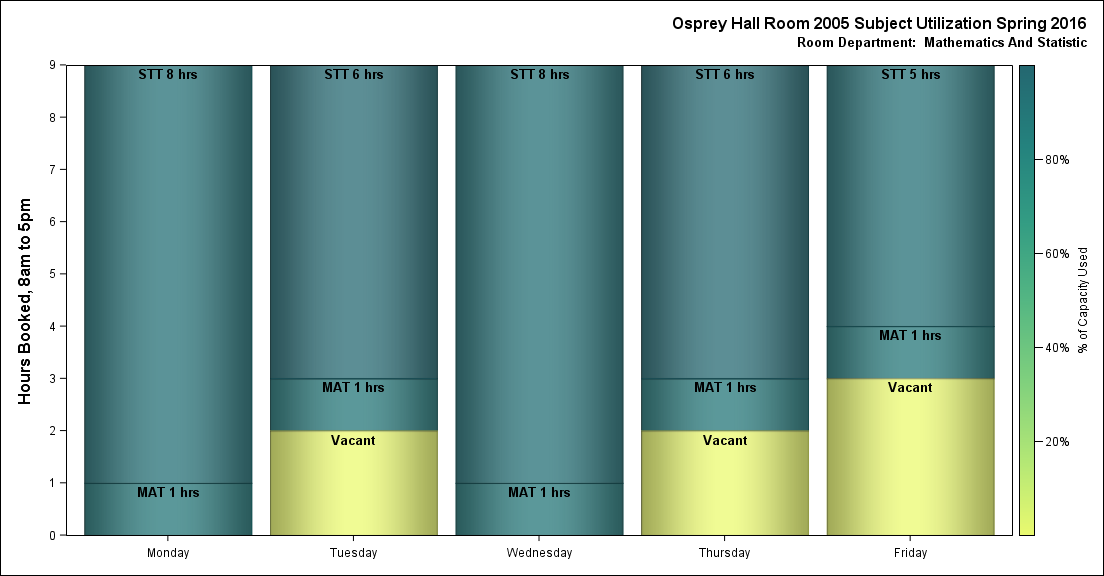 Osprey Hall Room 2005 Subject Utilization Spring 2016
Room Department: Mathematics And Statistic
9
8
7
6
5
4
3
2
1
0
Hours Booked, 8am to 5pm
STT 8 hrs
MAT 1 hrs
STT 6 hrs
MAT 1 hrs
Vacant
STT 8 hrs
MAT 1 hrs
STT 6 hrs
MAT 1 hrs
Vacant
STT 5 hrs
MAT 1 hrs
Vacant
Monday
Tuesday
Wednesday
Thursday
Friday
80%
60%
40%
20%
% of Capacity Used